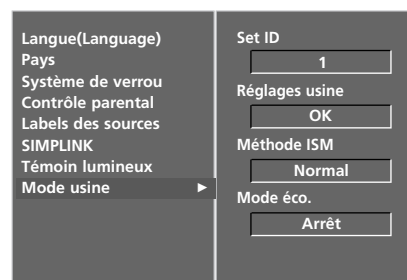 Langue(Language)
Pays
Système de verrou
Contrôle parental
Labels des sources
SIMPLINK
Témoin lumineux
Mode usine ►
Set ID
1
Réglages usine
OK
Méthode ISM
Normal
Mode éco.
Arrêt